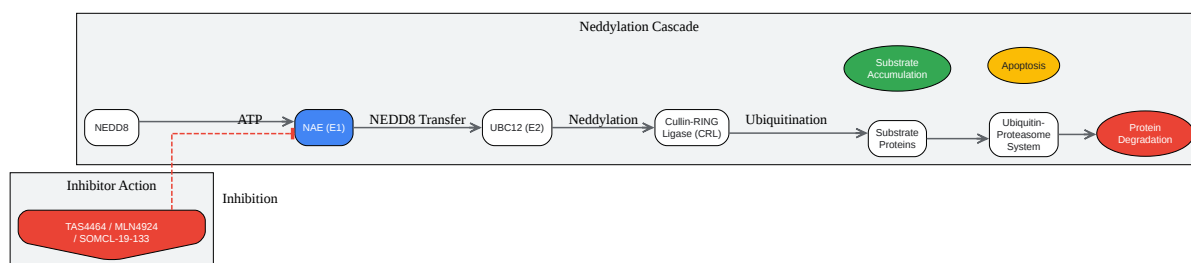 Neddylation Cascade
Substrate
Accumulation
Apoptosis
NEDD8
ATP
NAE (E1)
NEDD8 Transfer
UBC12 (E2)
Neddylation
Cullin-RING
Ligase (CRL)
Ubiquitination
Substrate
Proteins
Ubiquitin-
Proteasome
System
Protein
Degradation
Inhibitor Action
Inhibition
TAS4464 / MLN4924
/ SOMCL-19-133